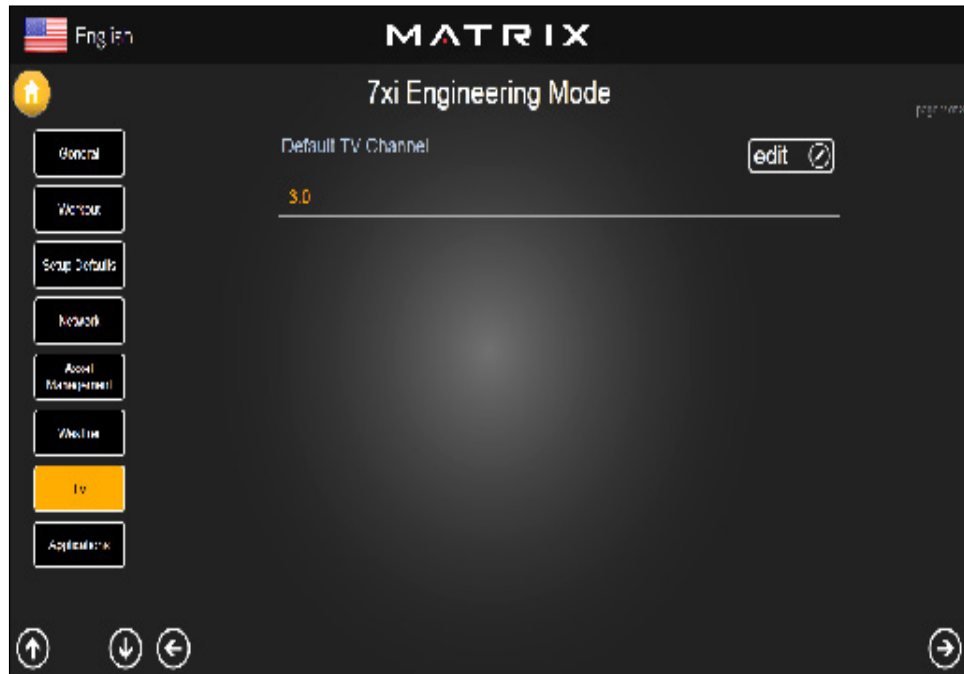 English
MATRIX
7xi Engineering Mode
General
Default TV Channel
edit
Workout
3.0
Setup Defaults
Network
Asset
Management
Weather
TV
Applications